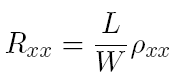 R_{xx} = \frac{L}{W} \rho_{xx}